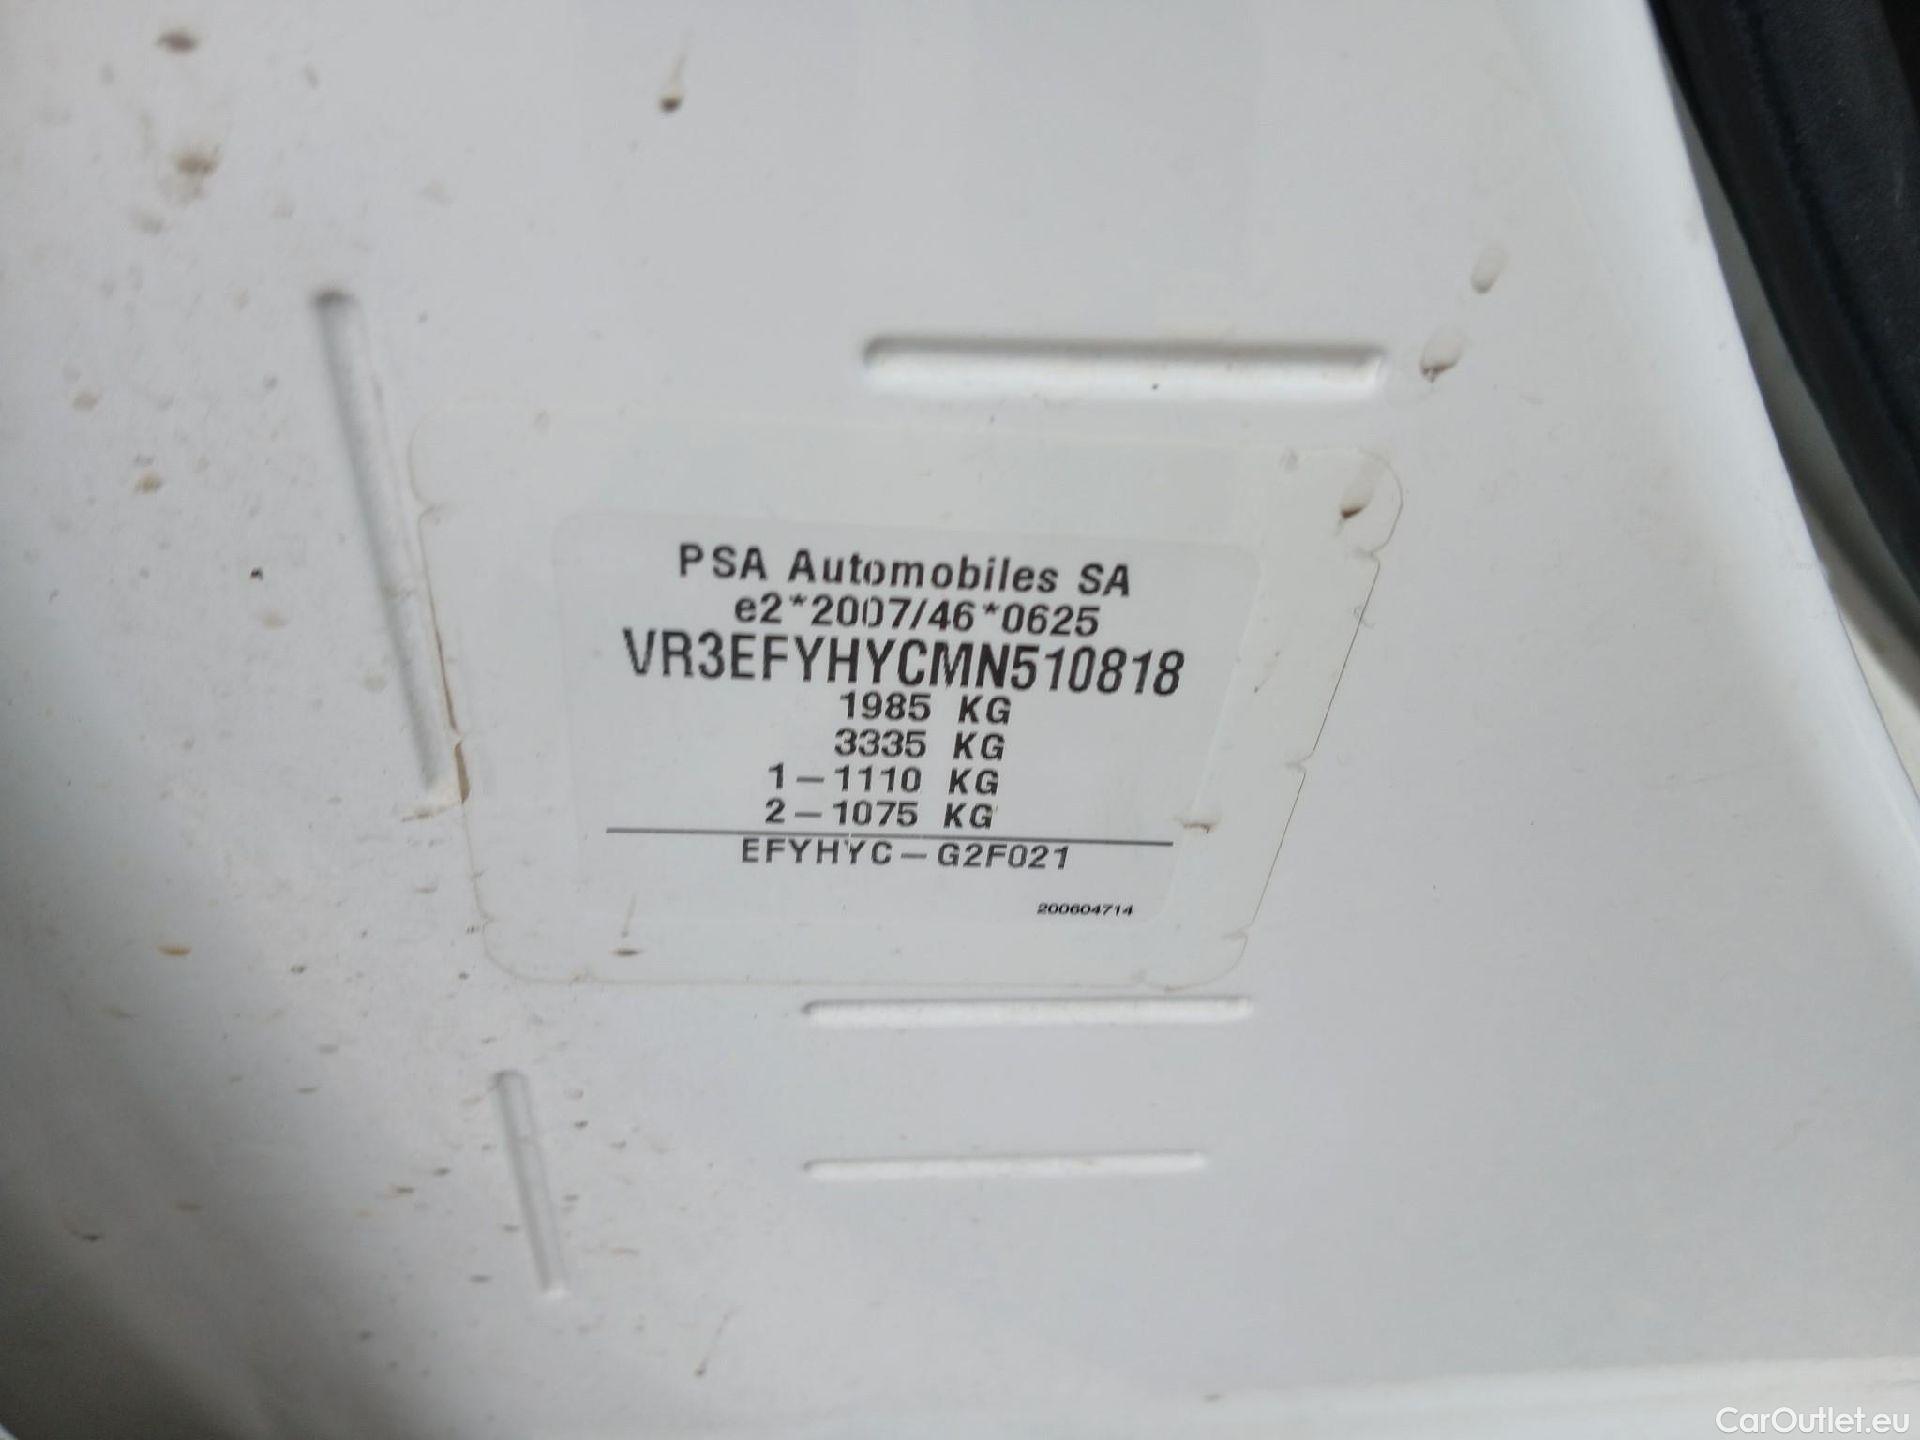 PSA Automobiles SA
e2*2007/46*0625
VR3EFYHYCMN510818
1985 KG
3335 KG
1-1110 KG
2-1075 KG
EFYHYC-G2F021
200604714
CarOutlet.eu